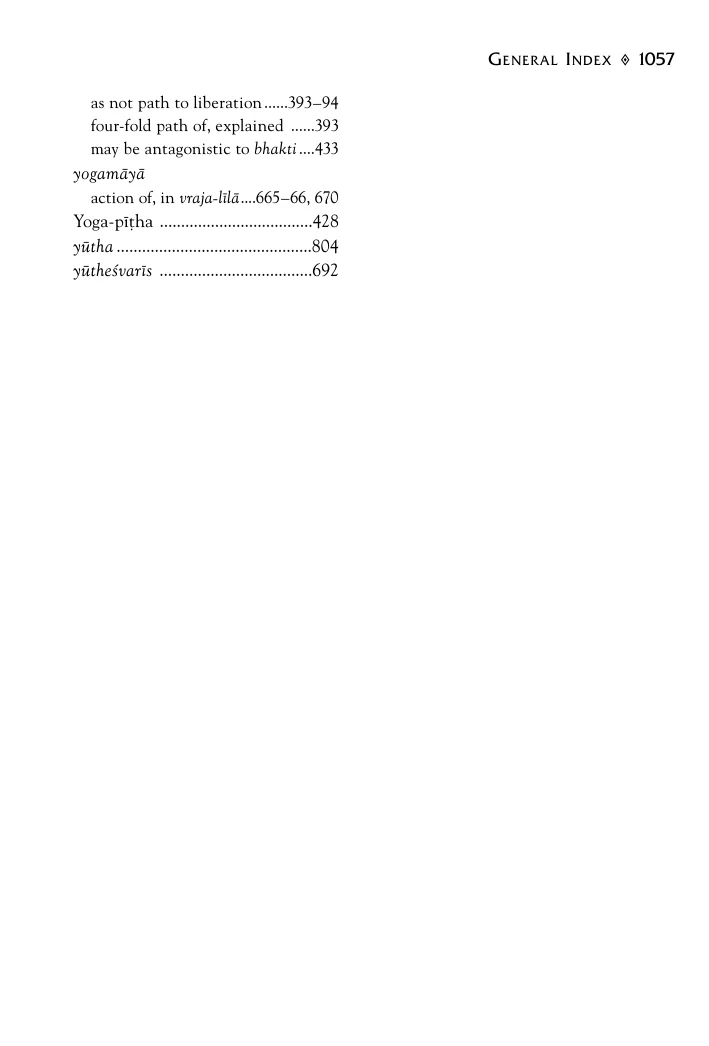 GENERAL INDEX ◈ 1057
as not path to liberation......393–94
four-fold path of, explained ......393
may be antagonistic to bhakti....433
yogamāyā
action of, in vraja-līlā....665–66, 670
Yoga-pīṭha ....................................428
yūtha ..............................................804
yūtheśvarīs ....................................692